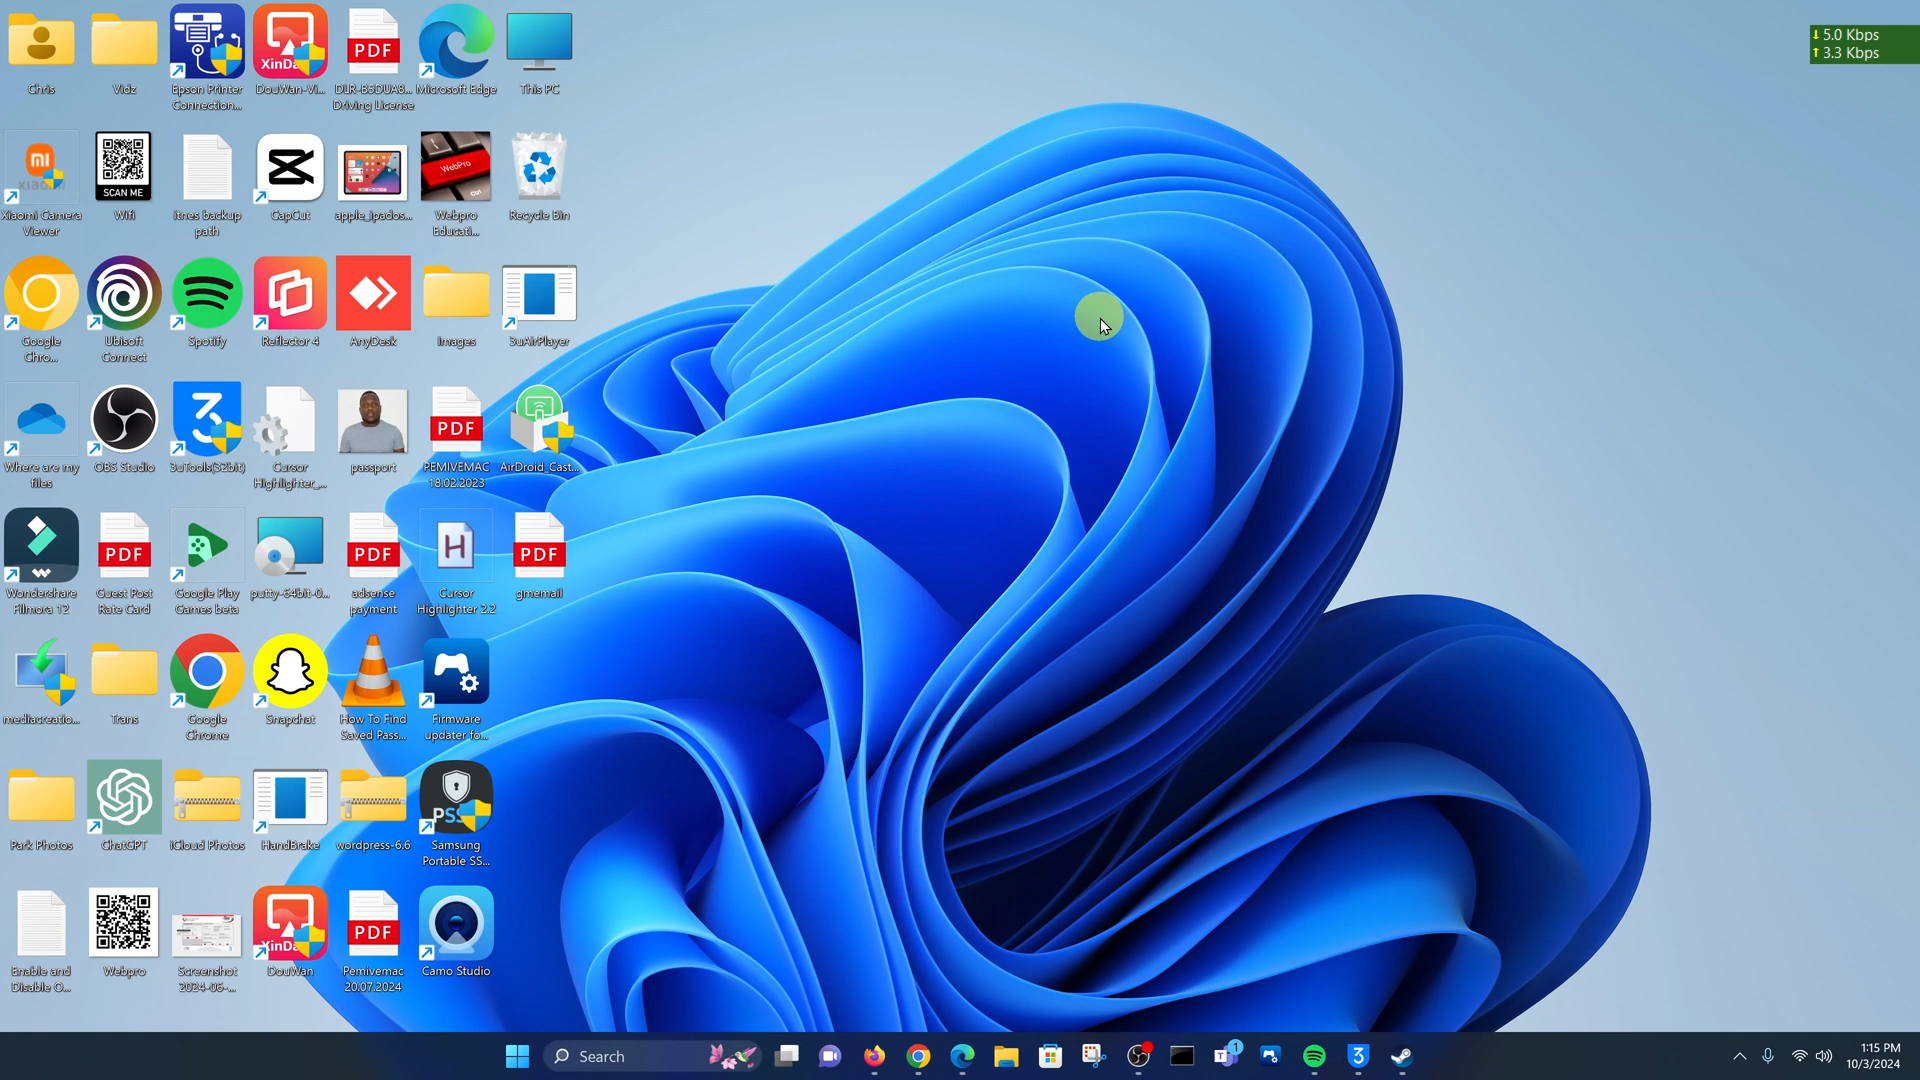 Chris
Vidz
Epson Printer
Connection...
XinDa
DouWan-Vi...
PDF
DLR-B5DUA8...
Driving License
Microsoft Edge
This PC
5.0 Kbps
3.3 Kbps
Xiaomi Camera
Viewer
SCAN ME
Wifi
itnes backup
path
CapCut
apple_ipados...
WebPro
Ctrl
Webpro
Educati...
Recycle Bin
Google
Chro...
Ubisoft
Connect
Spotify
Reflector 4
AnyDesk
Images
3uAirPlayer
Where are my
files
OBS Studio
3uTools(32bit)
Cursor
Highlighter_...
passport
PDF
PEMIVEMAC
18.02.2023
AirDroid_Cast...
Wondershare
Filmora 12
PDF
Guest Post
Rate Card
Google Play
Games beta
putty-64bit-0...
PDF
adsense
payment
H
Cursor
Highlighter 2.2
PDF
gmemail
mediacreatio...
Trans
Google
Chrome
Snapchat
How To Find
Saved Pass...
Firmware
updater fo...
Park Photos
ChatGPT
iCloud Photos
HandBrake
wordpress-6.6
PSS
Samsung
Portable SS...
Enable and
Disable O...
Webpro
Screenshot
2024-06-...
XinDa
DouWan
PDF
Pemivemac
20.07.2024
Camo Studio
Search
1
1:15 PM
10/3/2024